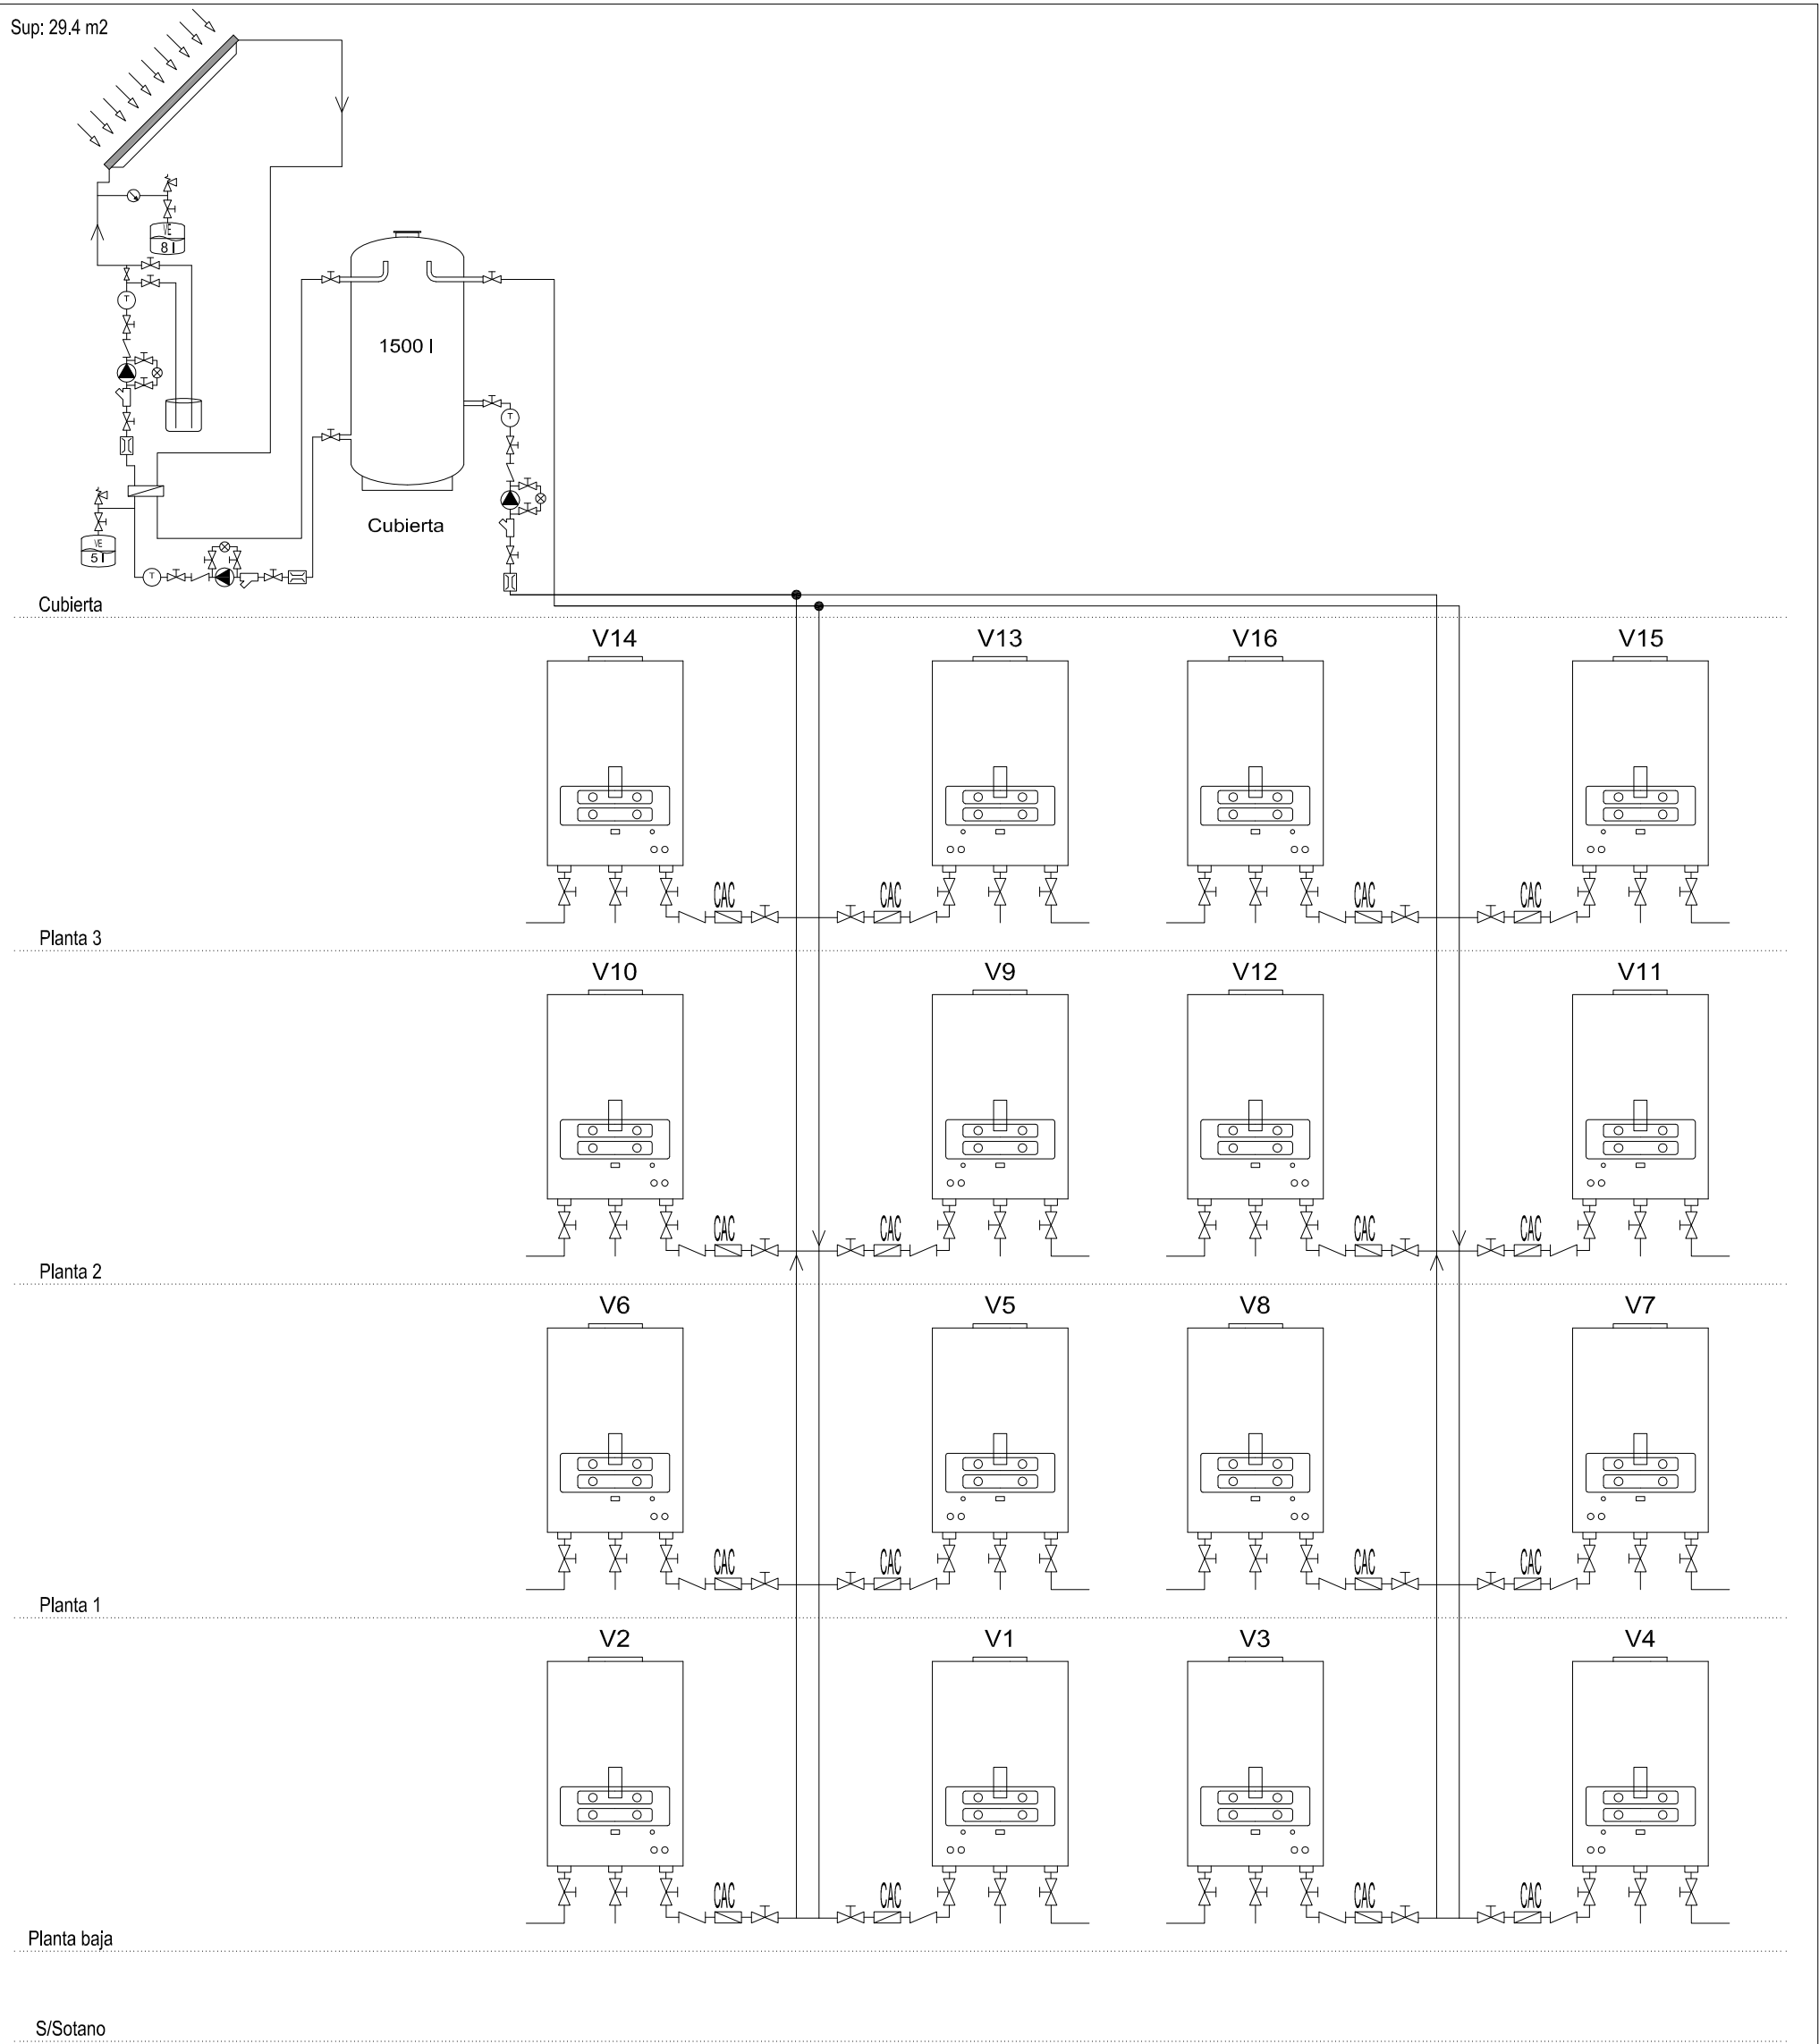 Sup: 29.4 m2
VE
8 l
1500 l
T
T
Cubierta
VE
5 l
T
Cubierta
V14 V13 V16 V15
CAC CAC CAC CAC
Planta 3
V10 V9 V12 V11
CAC CAC CAC CAC
Planta 2
V6 V5 V8 V7
CAC CAC CAC CAC
Planta 1
V2 V1 V3 V4
CAC CAC CAC CAC
Planta baja
S/Sotano